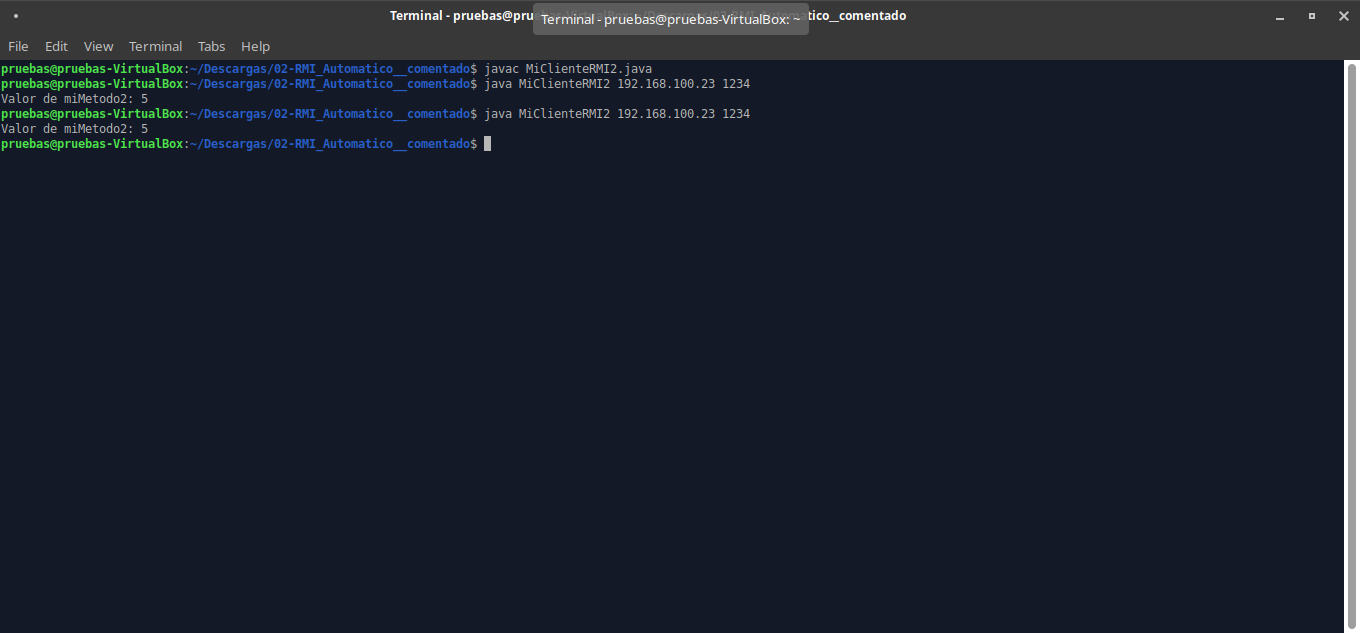 Terminal - pruebas@pru
Terminal - pruebas@pruebas-VirtualBox: ~
tico__comentado
File Edit View Terminal Tabs Help
pruebas@pruebas-VirtualBox:~/Descargas/02-RMI_Automatico__comentado$ javac MiClienteRMI2.java
pruebas@pruebas-VirtualBox:~/Descargas/02-RMI_Automatico__comentado$ java MiClienteRMI2 192.168.100.23 1234
Valor de miMetodo2: 5
pruebas@pruebas-VirtualBox:~/Descargas/02-RMI_Automatico__comentado$ java MiClienteRMI2 192.168.100.23 1234
Valor de miMetodo2: 5
pruebas@pruebas-VirtualBox:~/Descargas/02-RMI_Automatico__comentado$